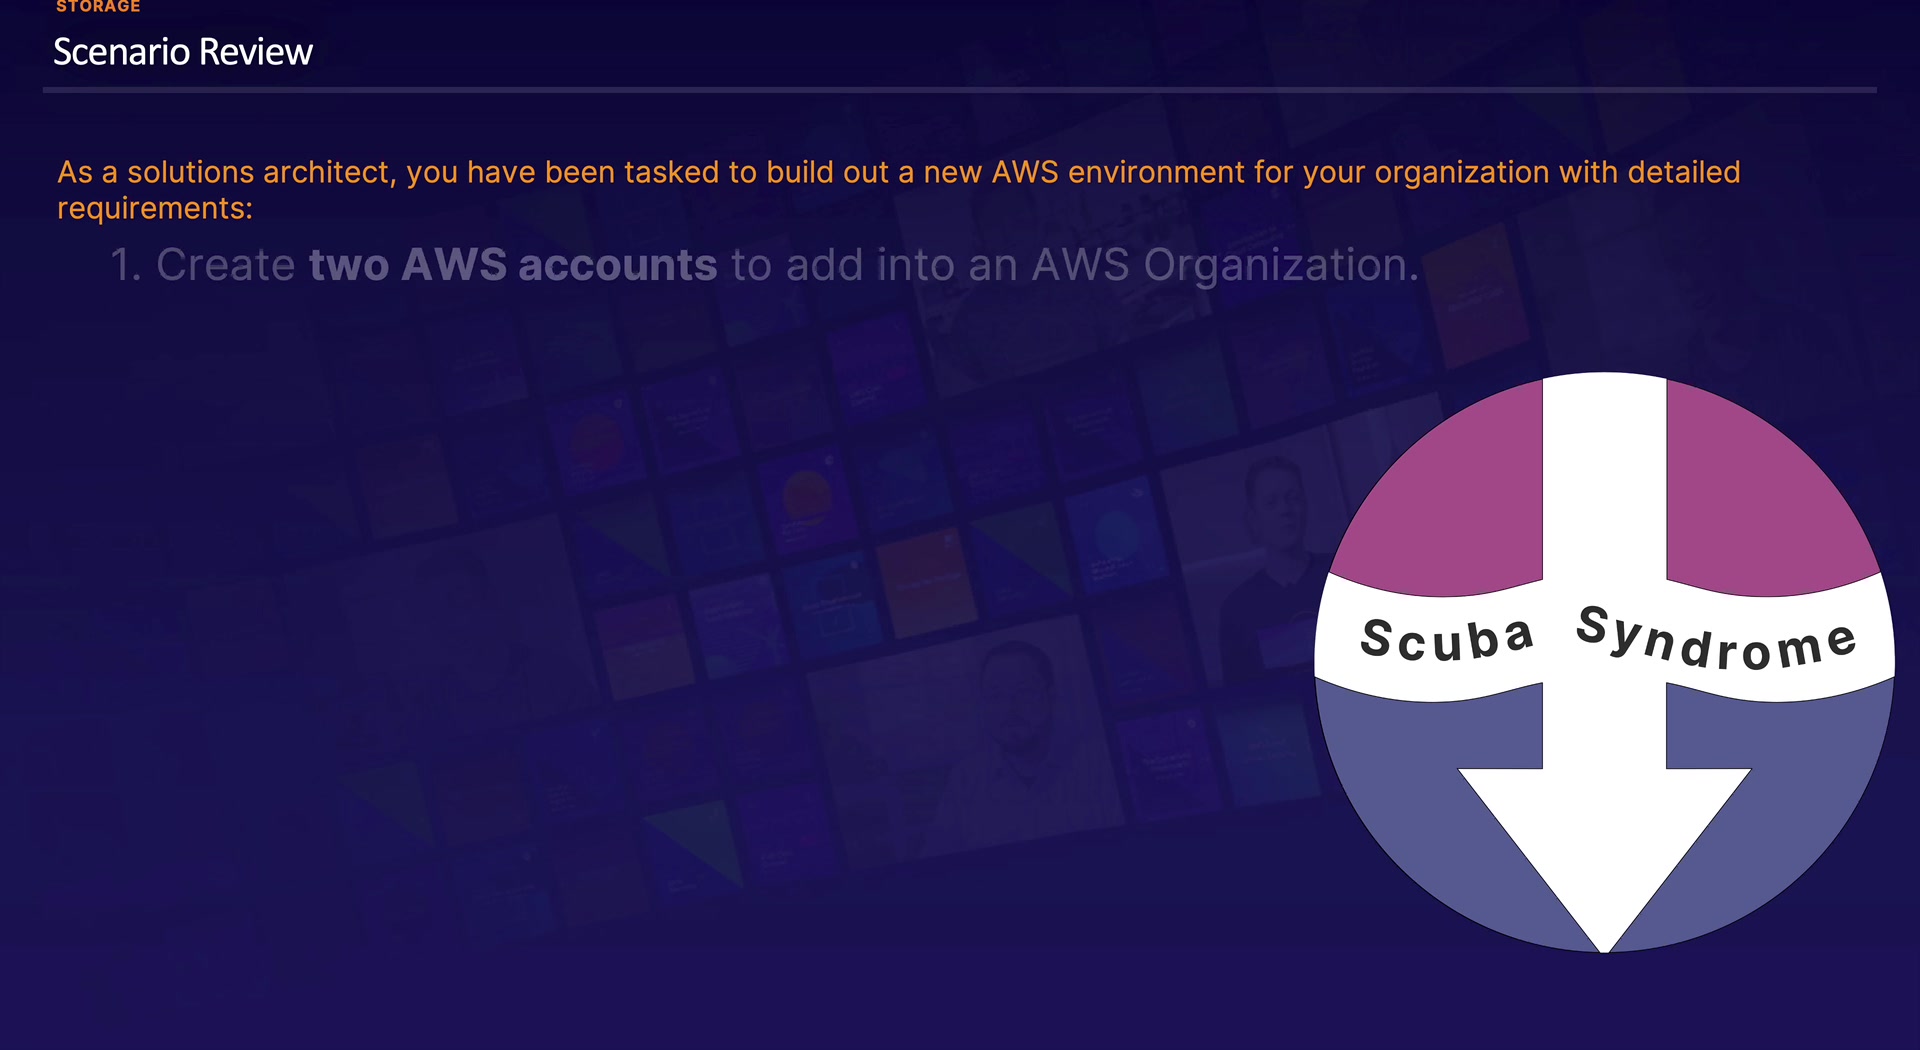 STORAGE
Scenario Review
As a solutions architect, you have been tasked to build out a new AWS environment for your organization with detailed
requirements:
1. Create two AWS accounts to add into an AWS Organization.
Scuba Syndrome